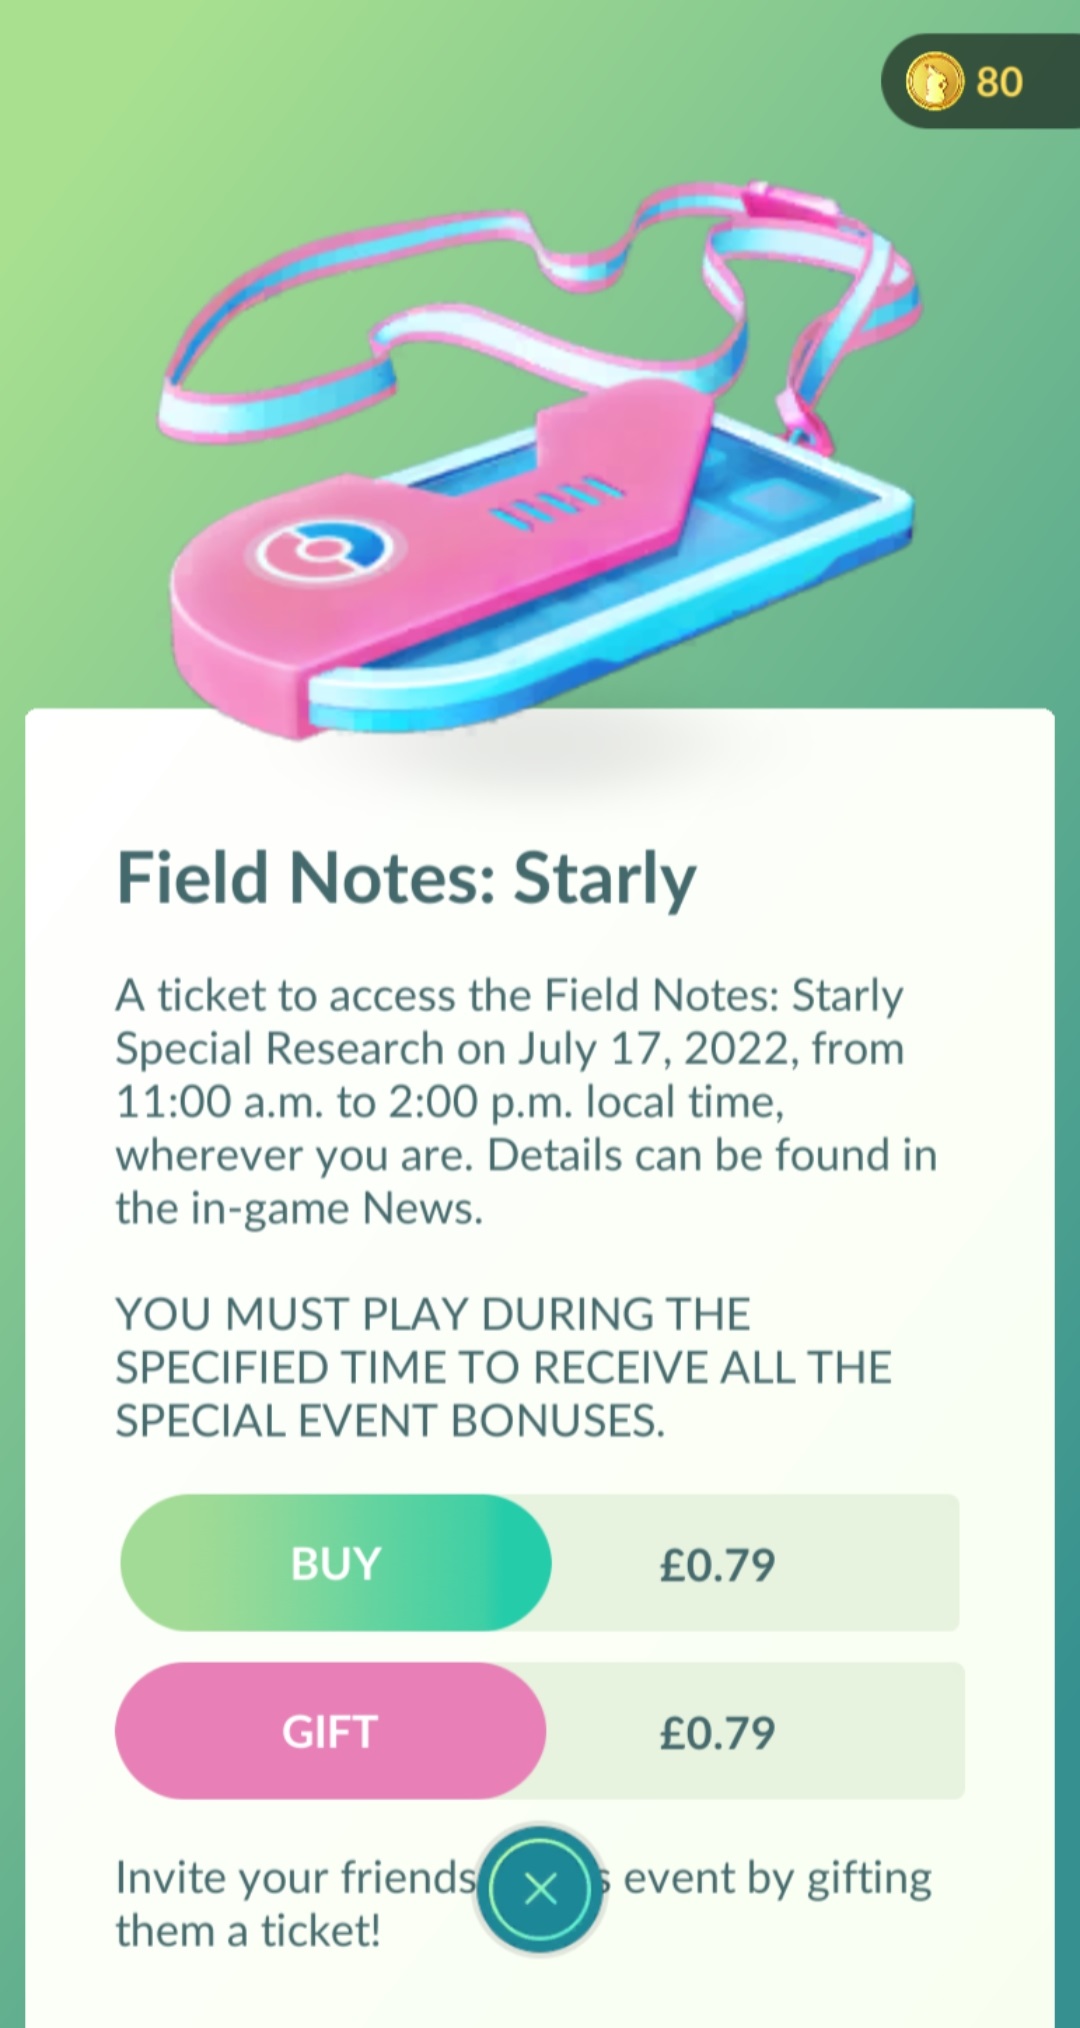 80
Field Notes: Starly
A ticket to access the Field Notes: Starly
Special Research on July 17, 2022, from
11:00 a.m. to 2:00 p.m. local time,
wherever you are. Details can be found in
the in-game News.
YOU MUST PLAY DURING THE
SPECIFIED TIME TO RECEIVE ALL THE
SPECIAL EVENT BONUSES.
BUY £0.79
GIFT £0.79
Invite your friends event by gifting
them a ticket!